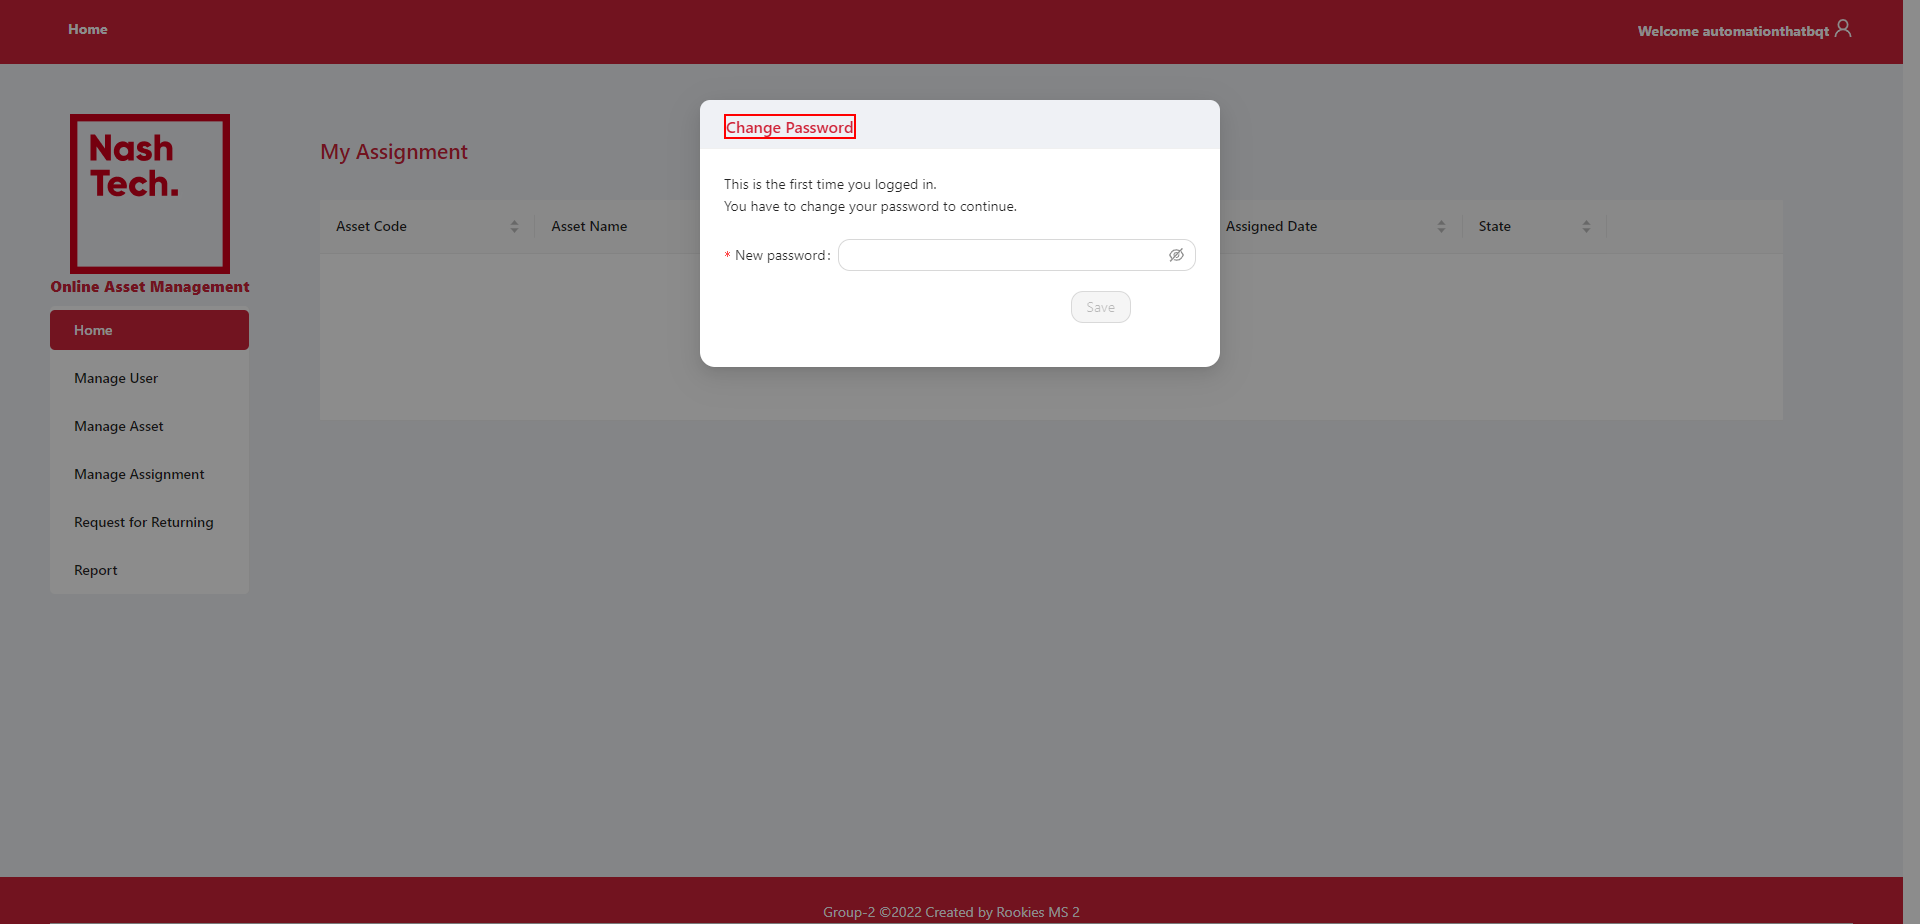 Home
Welcome automationthatbqt
Nash
Tech.
Online Asset Management
Home
Manage User
Manage Asset
Manage Assignment
Request for Returning
Report
My Assignment
Asset Code
Asset Name
Assigned Date
State
Change Password
This is the first time you logged in.
You have to change your password to continue.
* New password:
Save
Group-2 ©2022 Created by Rookies MS 2